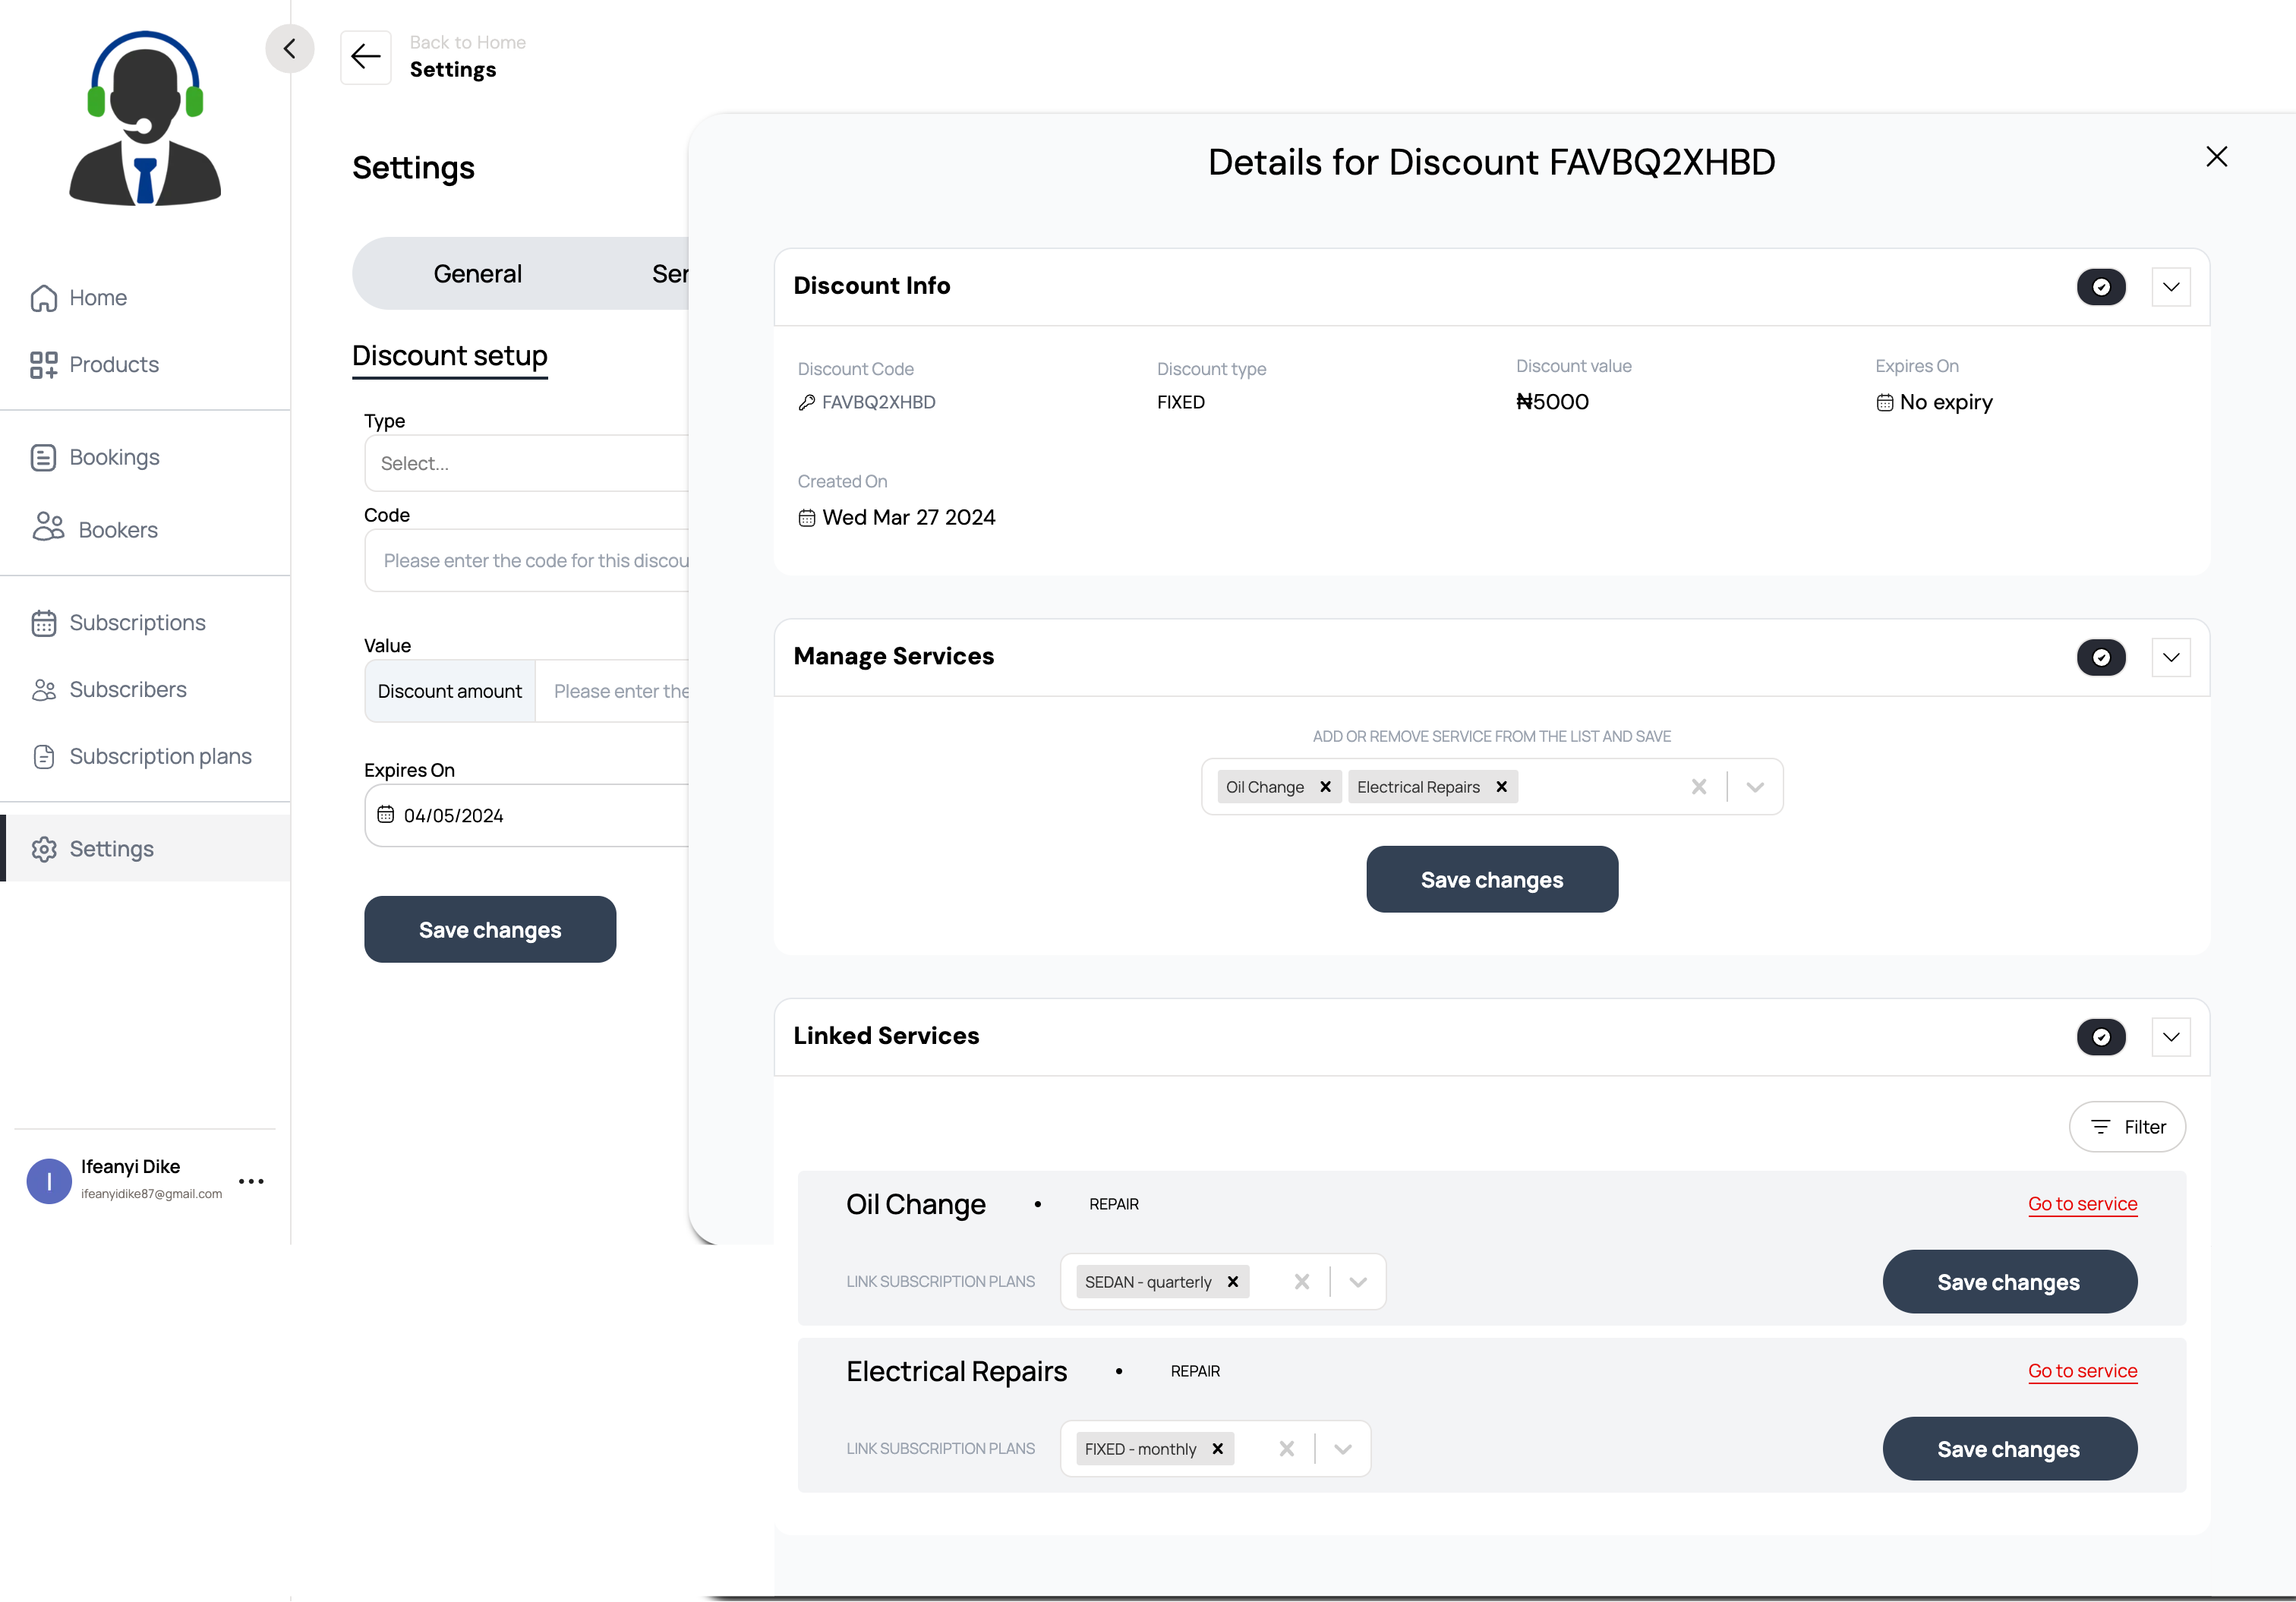 Back to Home
Settings
Home
Products
Bookings
Bookers
Subscriptions
Subscribers
Subscription plans
Settings
I
Ifeanyi Dike
ifeanyidike87@gmail.com
Settings
General
Ser
Discount setup
Type
Select...
Code
Please enter the code for this discou
Value
Discount amount
Please enter the
Expires On
04/05/2024
Save changes
Details for Discount FAVBQ2XHBD
Discount Info
Discount Code
FAVBQ2XHBD
Discount type
FIXED
Discount value
₦5000
Expires On
No expiry
Created On
Wed Mar 27 2024
Manage Services
ADD OR REMOVE SERVICE FROM THE LIST AND SAVE
Oil Change
Electrical Repairs
Save changes
Linked Services
Filter
Oil Change • REPAIR
Go to service
LINK SUBSCRIPTION PLANS
SEDAN - quarterly
Save changes
Electrical Repairs • REPAIR
Go to service
LINK SUBSCRIPTION PLANS
FIXED - monthly
Save changes